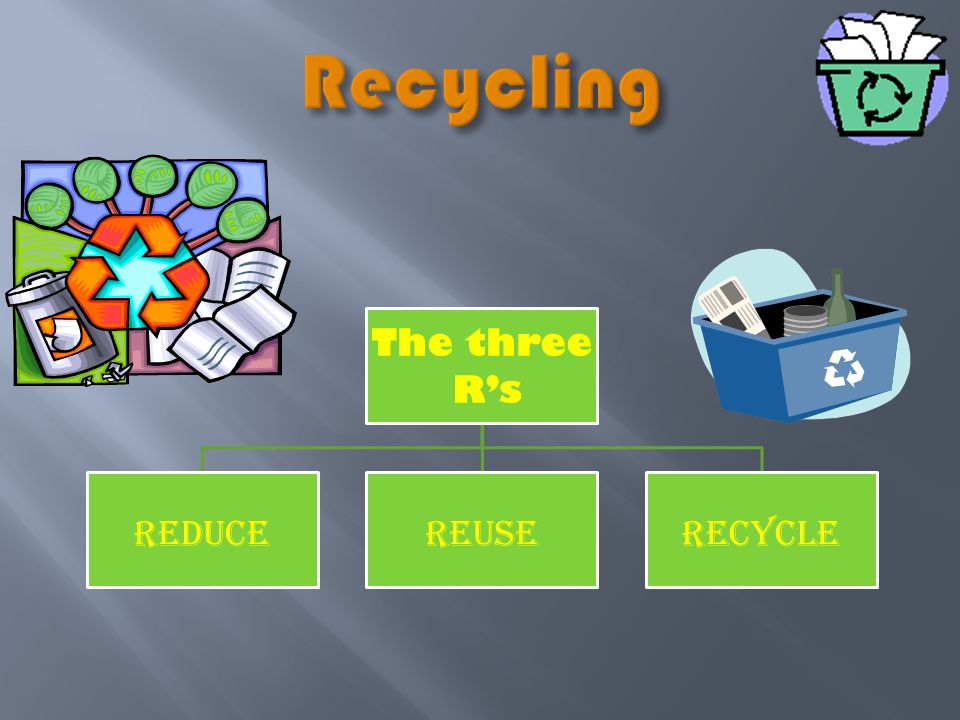 Recycling
The three
R’s
Reduce
Reuse
Recycle